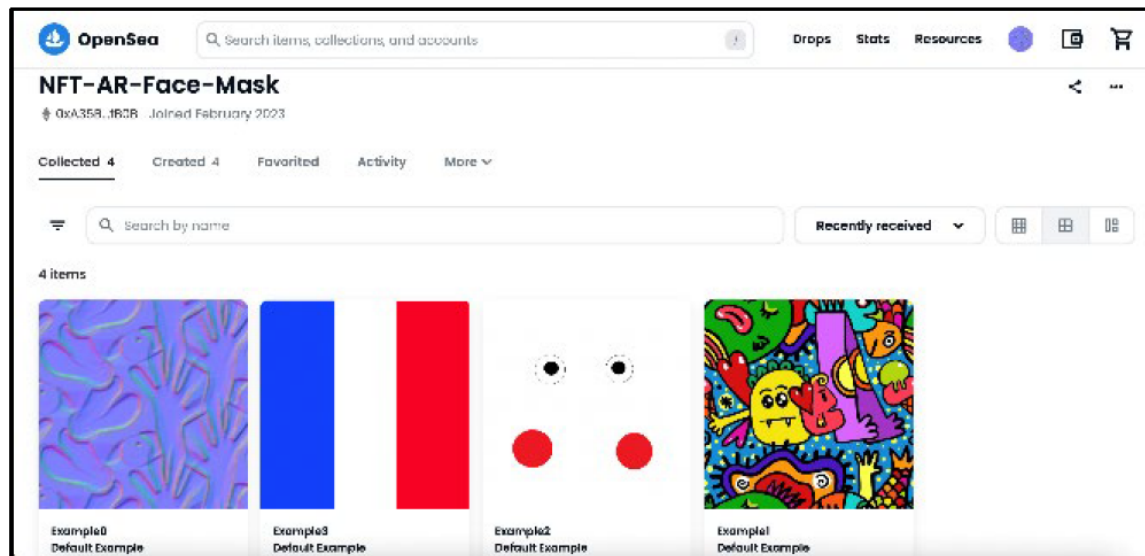 OpenSea
Search items, collections, and accounts
/
Drops Stats Resources
NFT-AR-Face-Mask
Joined February 2023
Collected 4 Created 4 Favorited Activity More
Search by name
Recently received
4 items
Example0
Default Example
Example3
Default Example
Example2
Default Example
Example1
Default Example